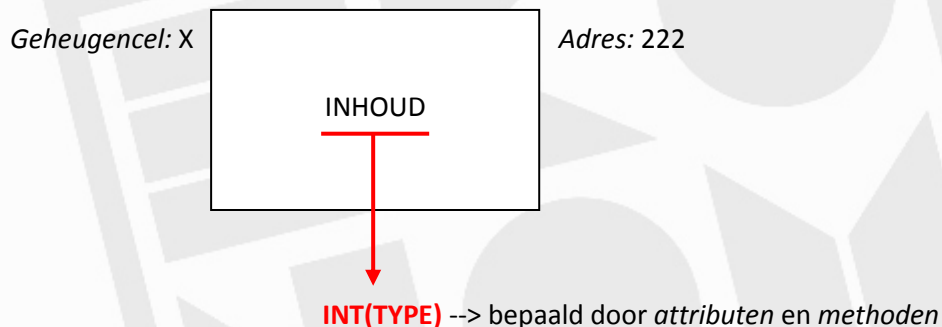 Geheugencel: X
Adres: 222
INHOUD
INT(TYPE) --> bepaald door attributen en methoden